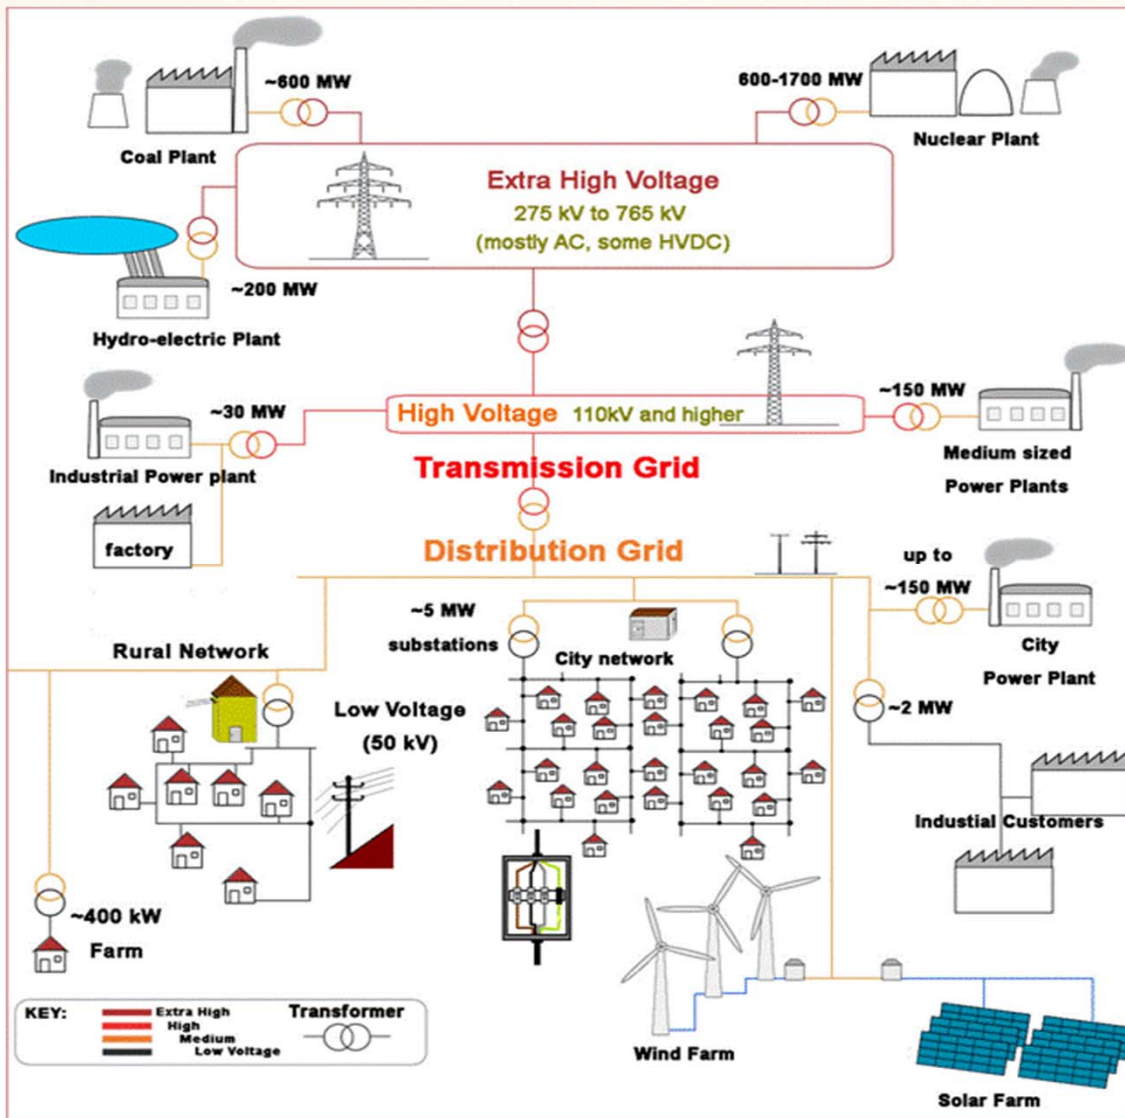 ~600 MW
600-1700 MW
Coal Plant
Nuclear Plant
Extra High Voltage
275 kV to 765 kV
(mostly AC, some HVDC)
~200 MW
Hydro-electric Plant
~30 MW
High Voltage 110kV and higher
~150 MW
Industrial Power plant
Medium sized
Power Plants
Transmission Grid
factory
Distribution Grid
up to
~150 MW
~5 MW
substations
Rural Network
City network
City
Power Plant
Low Voltage
(50 kV)
~2 MW
Industial Customers
~400 kW
Farm
KEY:
Extra High
High
Medium
Low Voltage
Transformer
Wind Farm
Solar Farm